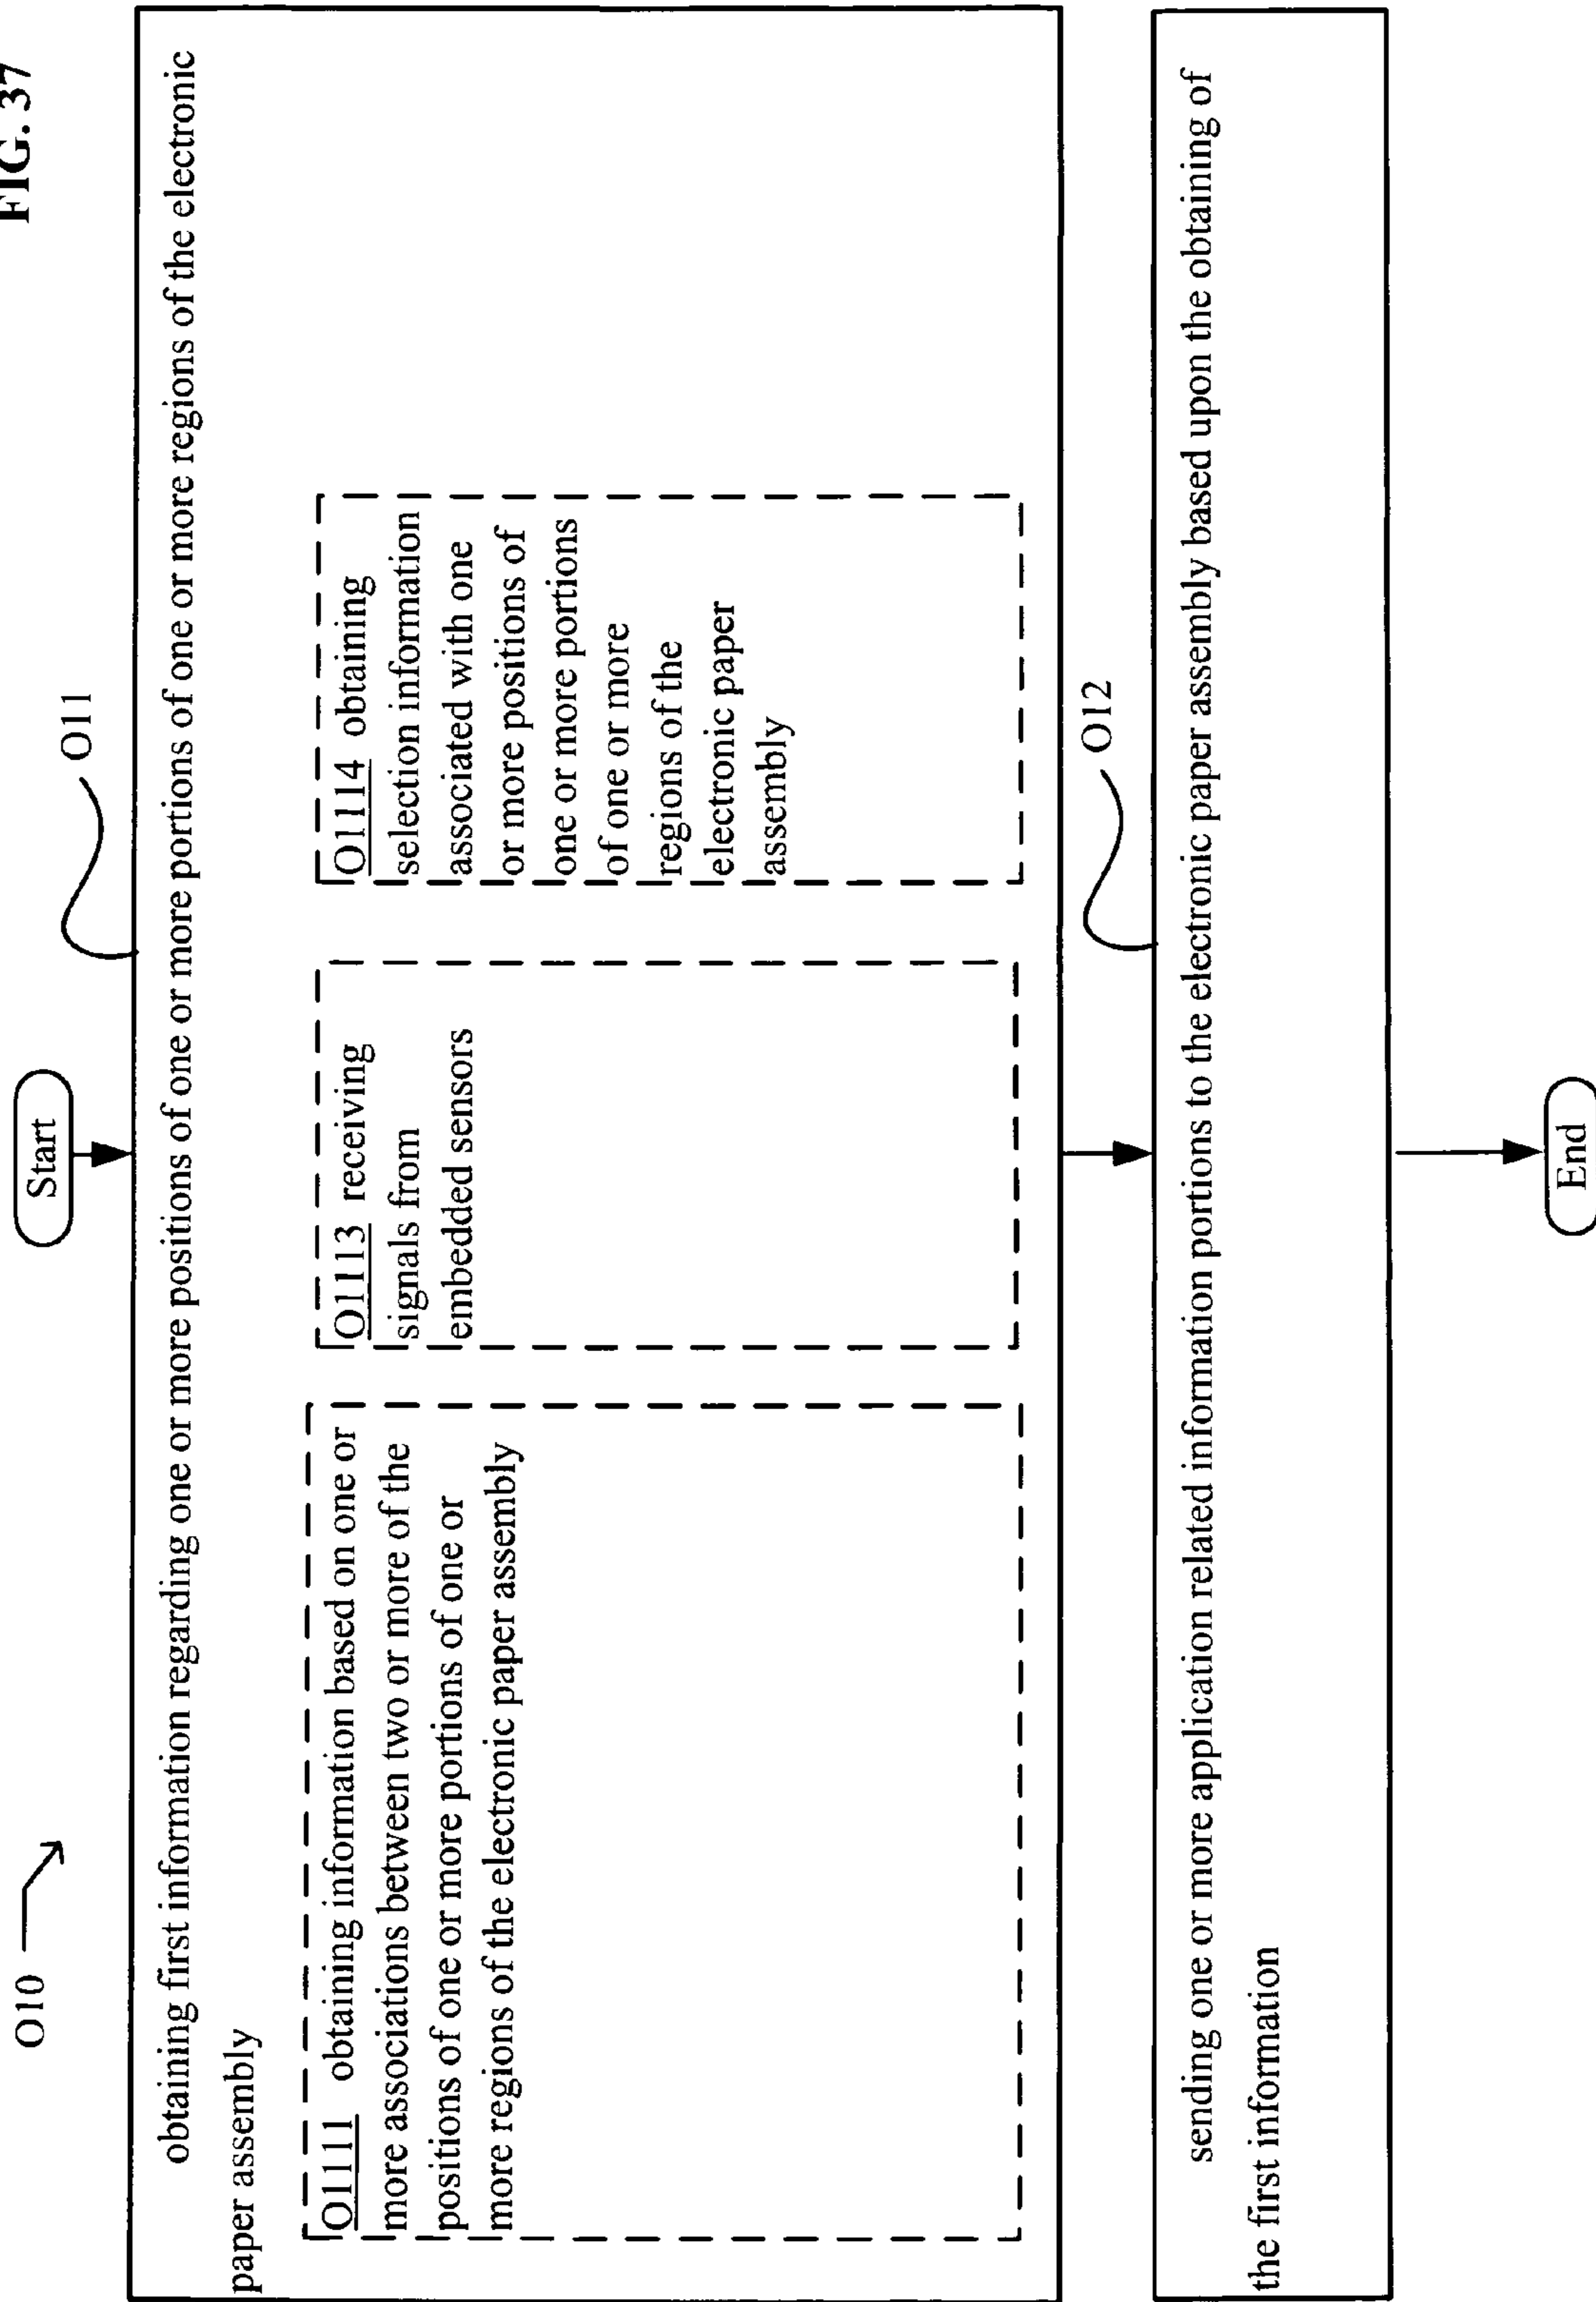 FIG. 37
O10
Start
O11
obtaining first information regarding one or more positions of one or more portions of one or more regions of the electronic
paper assembly
O1111 obtaining information based on one or
more associations between two or more of the
positions of one or more portions of one or
more regions of the electronic paper assembly
O1113 receiving
signals from
embedded sensors
O1114 obtaining
selection information
associated with one
or more positions of
one or more portions
of one or more
regions of the
electronic paper
assembly
O12
sending one or more application related information portions to the electronic paper assembly based upon the obtaining of
the first information
End